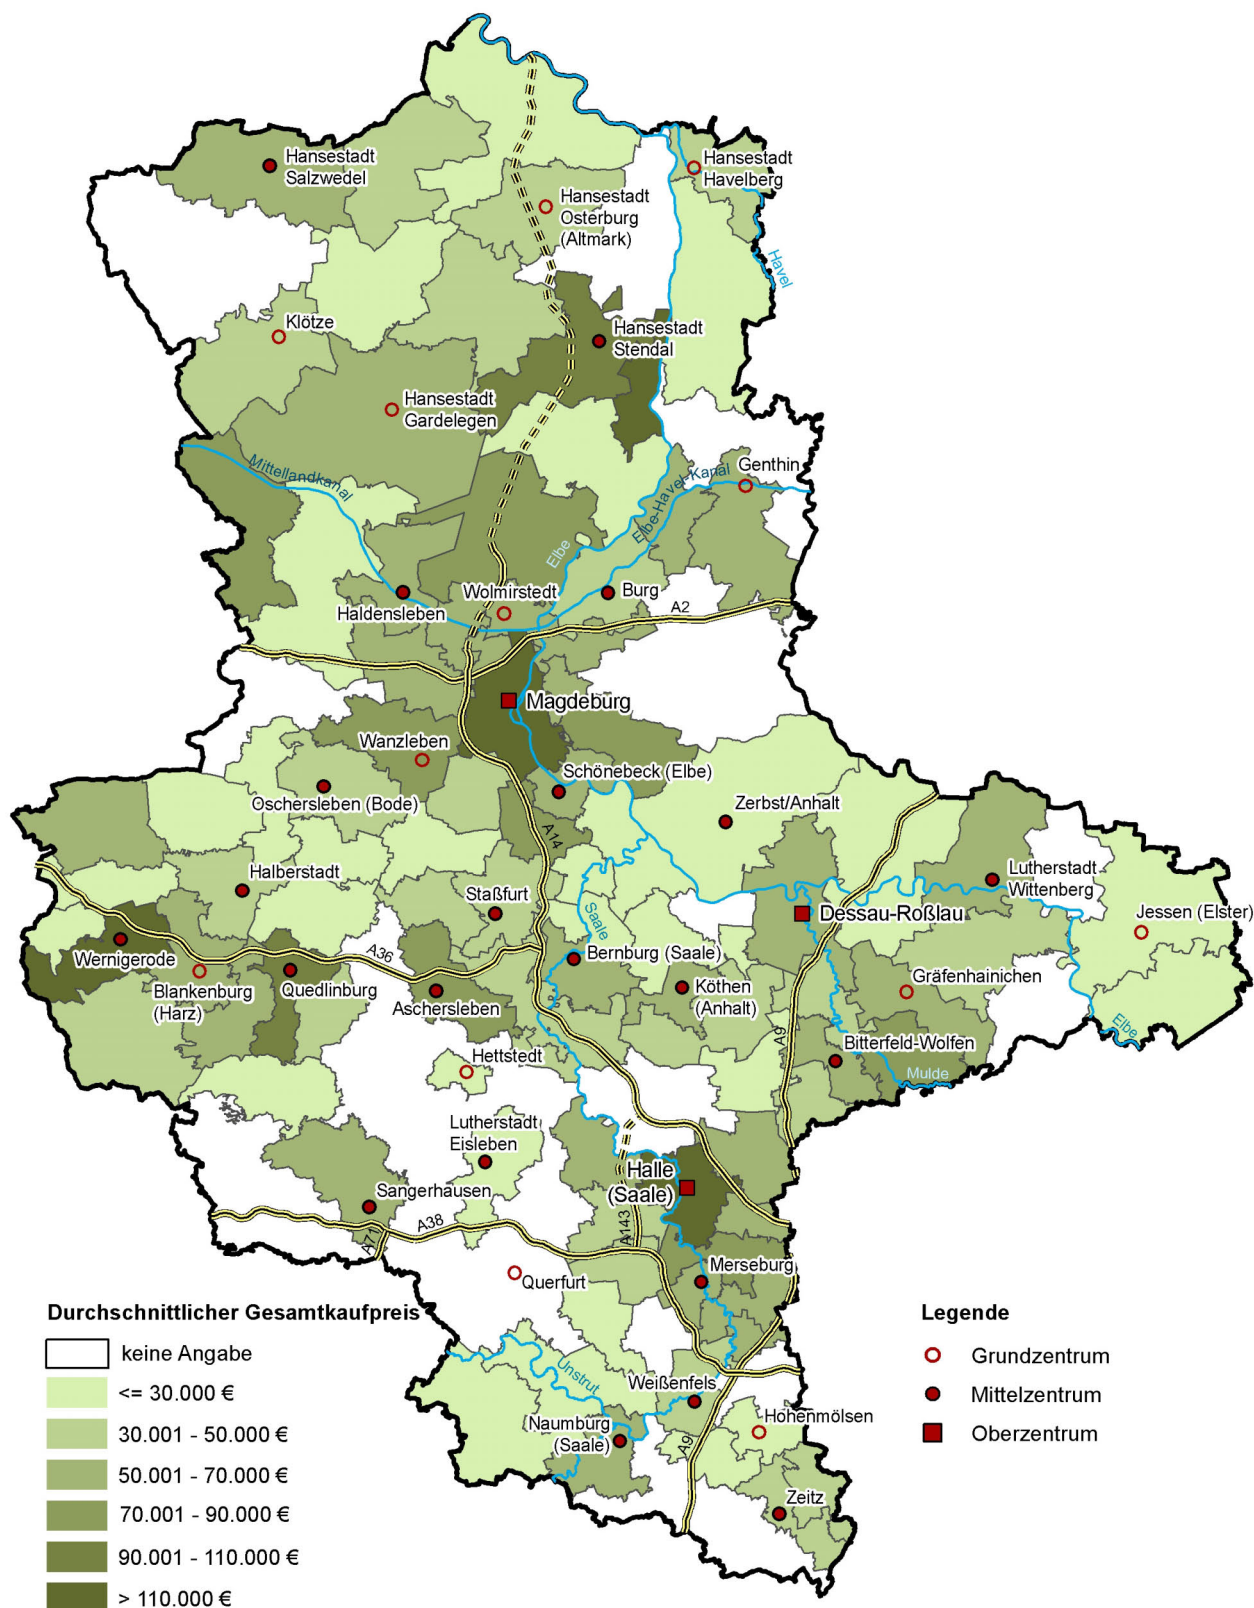 Hansestadt
Salzwedel
Hansestadt
Havelberg
Hansestadt
Osterburg
(Altmark)
Havel
Klötze
Hansestadt
Stendal
Hansestadt
Gardelegen
Mittellandkanal
Genthin
Elbe-Havel-Kanal
Elbe
Wolmirstedt
Burg
Haldensleben
A2
Magdeburg
Wanzleben
Schönebeck (Elbe)
Oschersleben (Bode)
Zerbst/Anhalt
A14
Halberstadt
Lutherstadt
Wittenberg
Staßfurt
Saale
Dessau-Roßlau
Jessen (Elster)
Wernigerode
A36
Bernburg (Saale)
Blankenburg
(Harz)
Quedlinburg
Aschersleben
Köthen
(Anhalt)
Gräfenhainichen
Elbe
A9
Bitterfeld-Wolfen
Mulde
Hettstedt
Lutherstadt
Eisleben
Halle
(Saale)
Sangerhausen
A38
A71
A143
Merseburg
Querfurt
Unstrut
Weißenfels
Naumburg
(Saale)
Hohenmölsen
A9
Zeitz
Durchschnittlicher Gesamtkaufpreis
keine Angabe
<= 30.000 €
30.001 - 50.000 €
50.001 - 70.000 €
70.001 - 90.000 €
90.001 - 110.000 €
> 110.000 €
Legende
Grundzentrum
Mittelzentrum
Oberzentrum